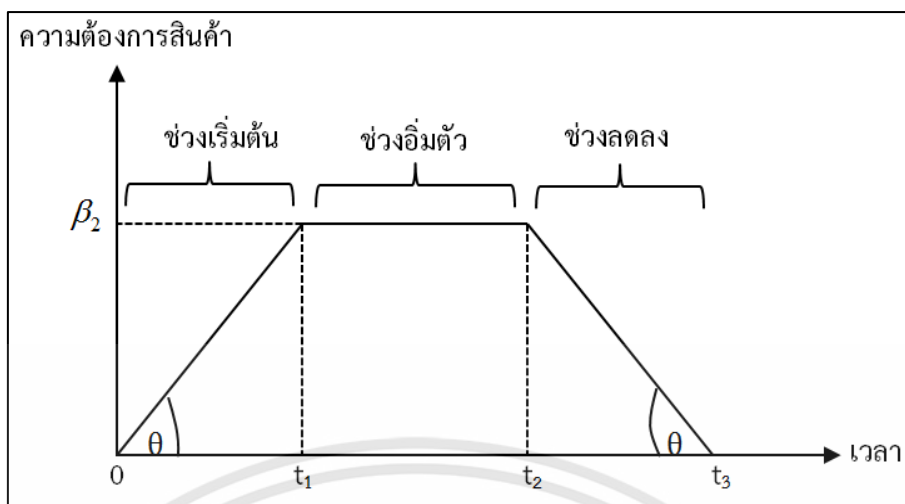 ความต้องการสินค้า
ช่วงเริ่มต้น ช่วงอิ่มตัว ช่วงลดลง
β₂
θ θ
0 t₁ t₂ t₃ เวลา